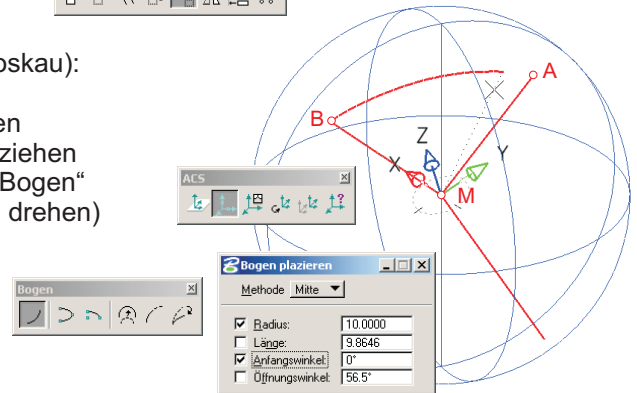 oskau):
en
ziehen
Bogen“
drehen)
A
B
Z
Y
X
M
ACS
Bogen
Bogen plazieren
Methode Mitte
Radius: 10.0000
Länge: 9.8646
Anfangswinkel: 0°
Öffnungswinkel: 56.5°